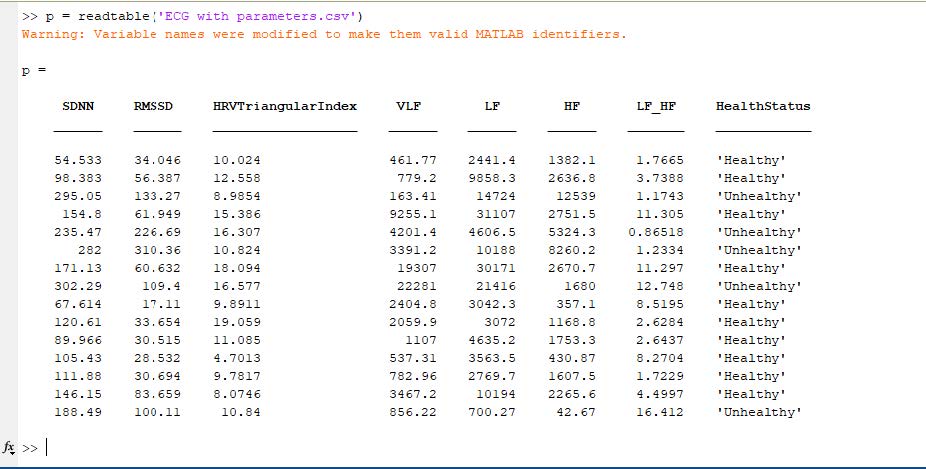 >> p = readtable('ECG with parameters.csv')
Warning: Variable names were modified to make them valid MATLAB identifiers.
p =
SDNN RMSSD HRVTriangularIndex VLF LF HF LF_HF HealthStatus
54.533 34.046 10.024 461.77 2441.4 1382.1 1.7665 'Healthy'
98.383 56.387 12.558 779.2 9858.3 2636.8 3.7388 'Healthy'
295.05 133.27 8.9854 163.41 14724 12539 1.1743 'Unhealthy'
154.8 61.949 15.386 9255.1 31107 2751.5 11.305 'Healthy'
235.47 226.69 16.307 4201.4 4606.5 5324.3 0.86518 'Unhealthy'
282 310.36 10.824 3391.2 10188 8260.2 1.2334 'Unhealthy'
171.13 60.632 18.094 19307 30171 2670.7 11.297 'Healthy'
302.29 109.4 16.577 22281 21416 1680 12.748 'Unhealthy'
67.614 17.11 9.8911 2404.8 3042.3 357.1 8.5195 'Healthy'
120.61 33.654 19.059 2059.9 3072 1168.8 2.6284 'Healthy'
89.966 30.515 11.085 1107 4635.2 1753.3 2.6437 'Healthy'
105.43 28.532 4.7013 537.31 3563.5 430.87 8.2704 'Healthy'
111.88 30.694 9.7817 782.96 2769.7 1607.5 1.7229 'Healthy'
146.15 83.659 8.0746 3467.2 10194 2265.6 4.4997 'Healthy'
188.49 100.11 10.84 856.22 700.27 42.67 16.412 'Unhealthy'
fx >>